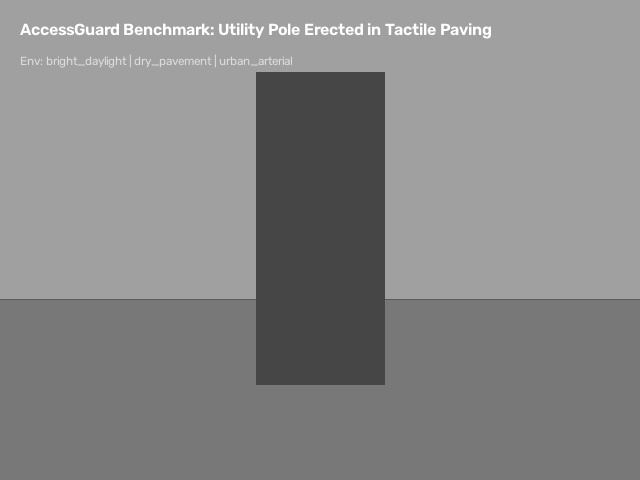 AccessGuard Benchmark: Utility Pole Erected in Tactile Paving
Env: bright_daylight | dry_pavement | urban_arterial